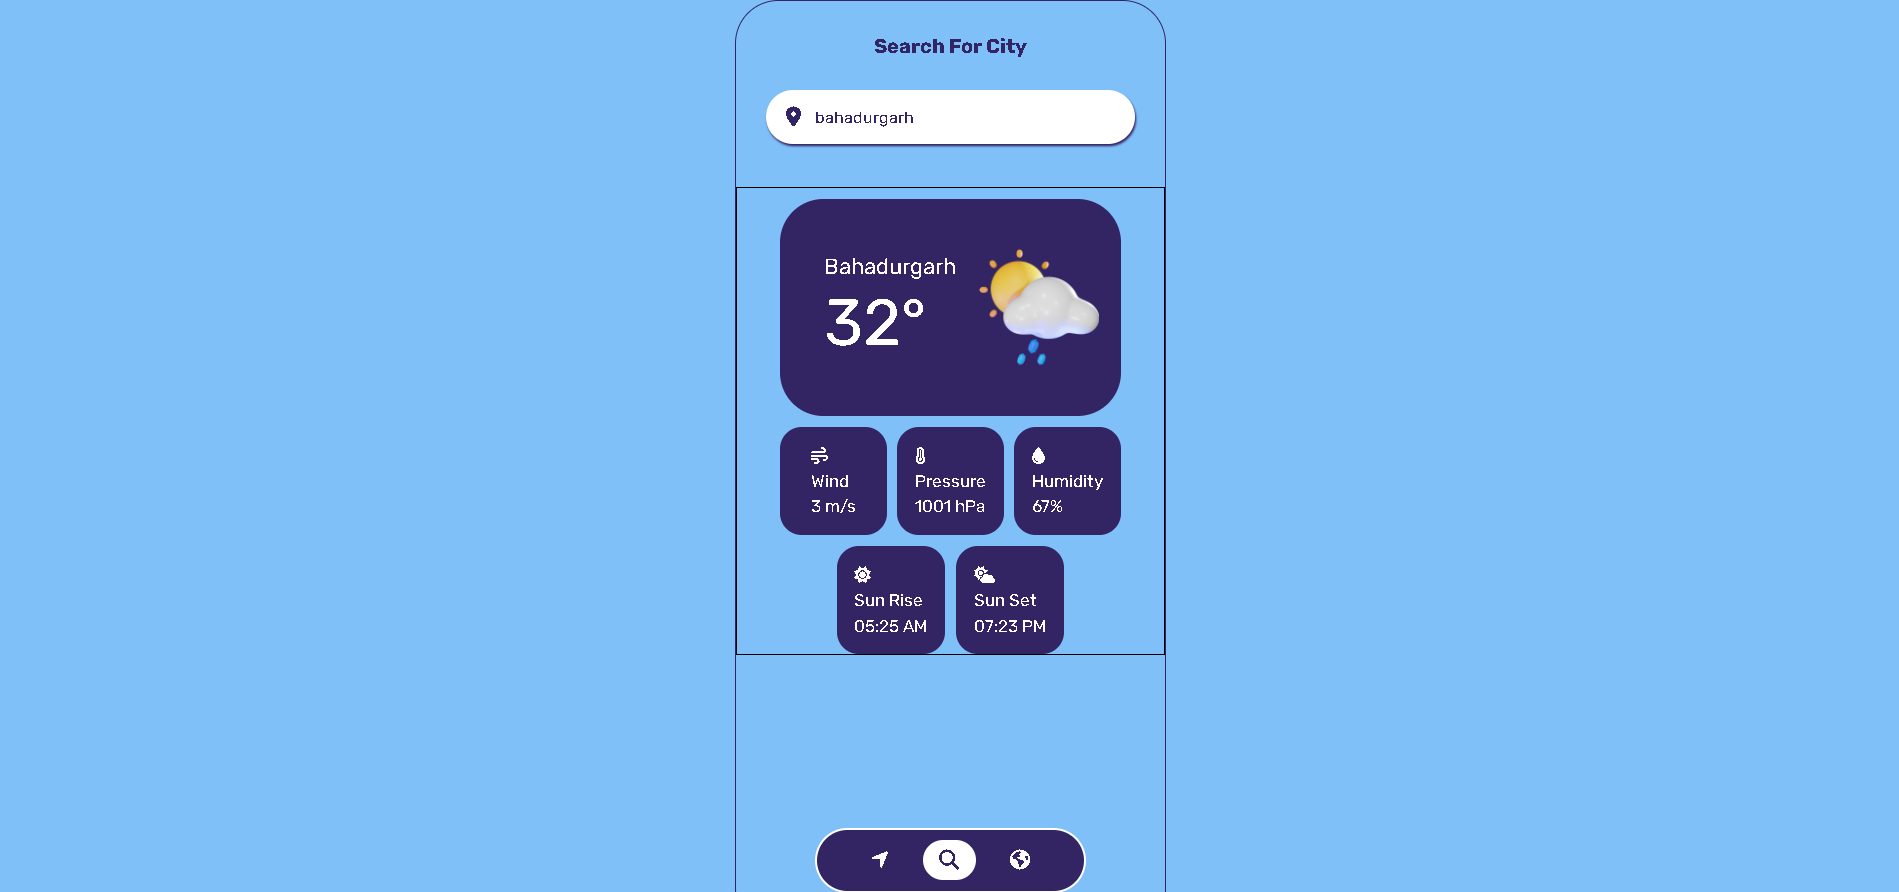 Search For City
bahadurgarh
Bahadurgarh
32°
Wind
3 m/s
Pressure
1001 hPa
Humidity
67%
Sun Rise
05:25 AM
Sun Set
07:23 PM